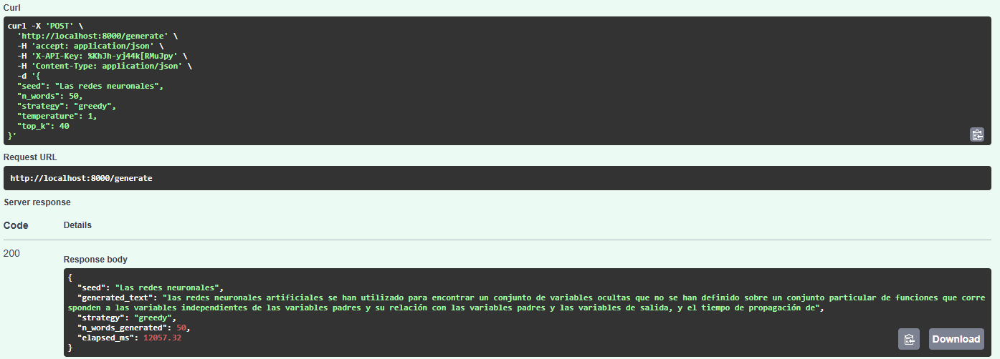 Curl
curl -X 'POST' \
  'http://localhost:8000/generate' \
  -H 'accept: application/json' \
  -H 'X-API-Key: %KhJh-yj44k[RMuJpy' \
  -H 'Content-Type: application/json' \
  -d '{
  "seed": "Las redes neuronales",
  "n_words": 50,
  "strategy": "greedy",
  "temperature": 1,
  "top_k": 40
}'
Request URL
http://localhost:8000/generate
Server response
Code Details
200
Response body
{
  "seed": "Las redes neuronales",
  "generated_text": "las redes neuronales artificiales se han utilizado para encontrar un conjunto de variables ocultas que no se han definido sobre un conjunto particular de funciones que corre
sponden a las variables independientes de las variables padres y su relación con las variables padres y las variables de salida, y el tiempo de propagación de",
  "strategy": "greedy",
  "n_words_generated": 50,
  "elapsed_ms": 12057.32
}
Download